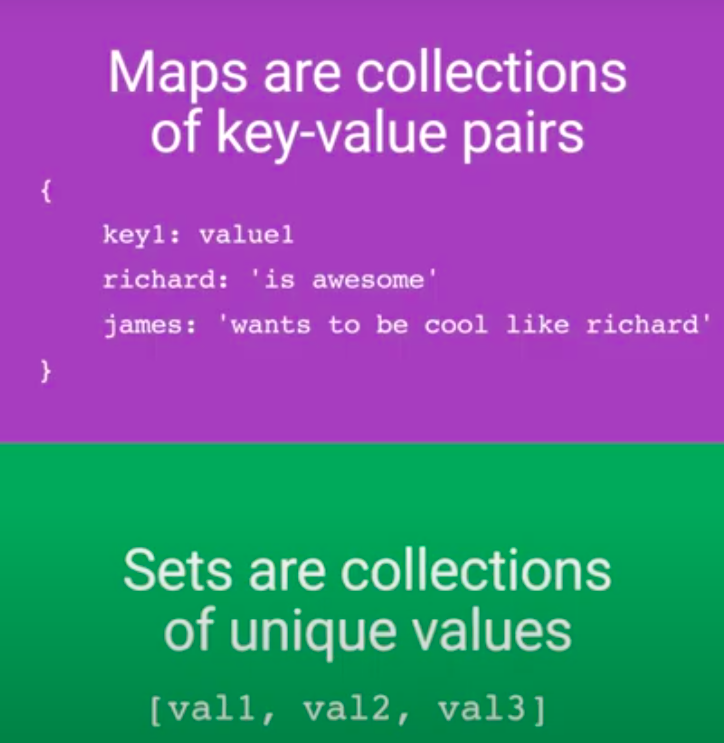 Maps are collections
of key-value pairs
{
key1: value1
richard: 'is awesome'
james: 'wants to be cool like richard'
}
Sets are collections
of unique values
[val1, val2, val3]